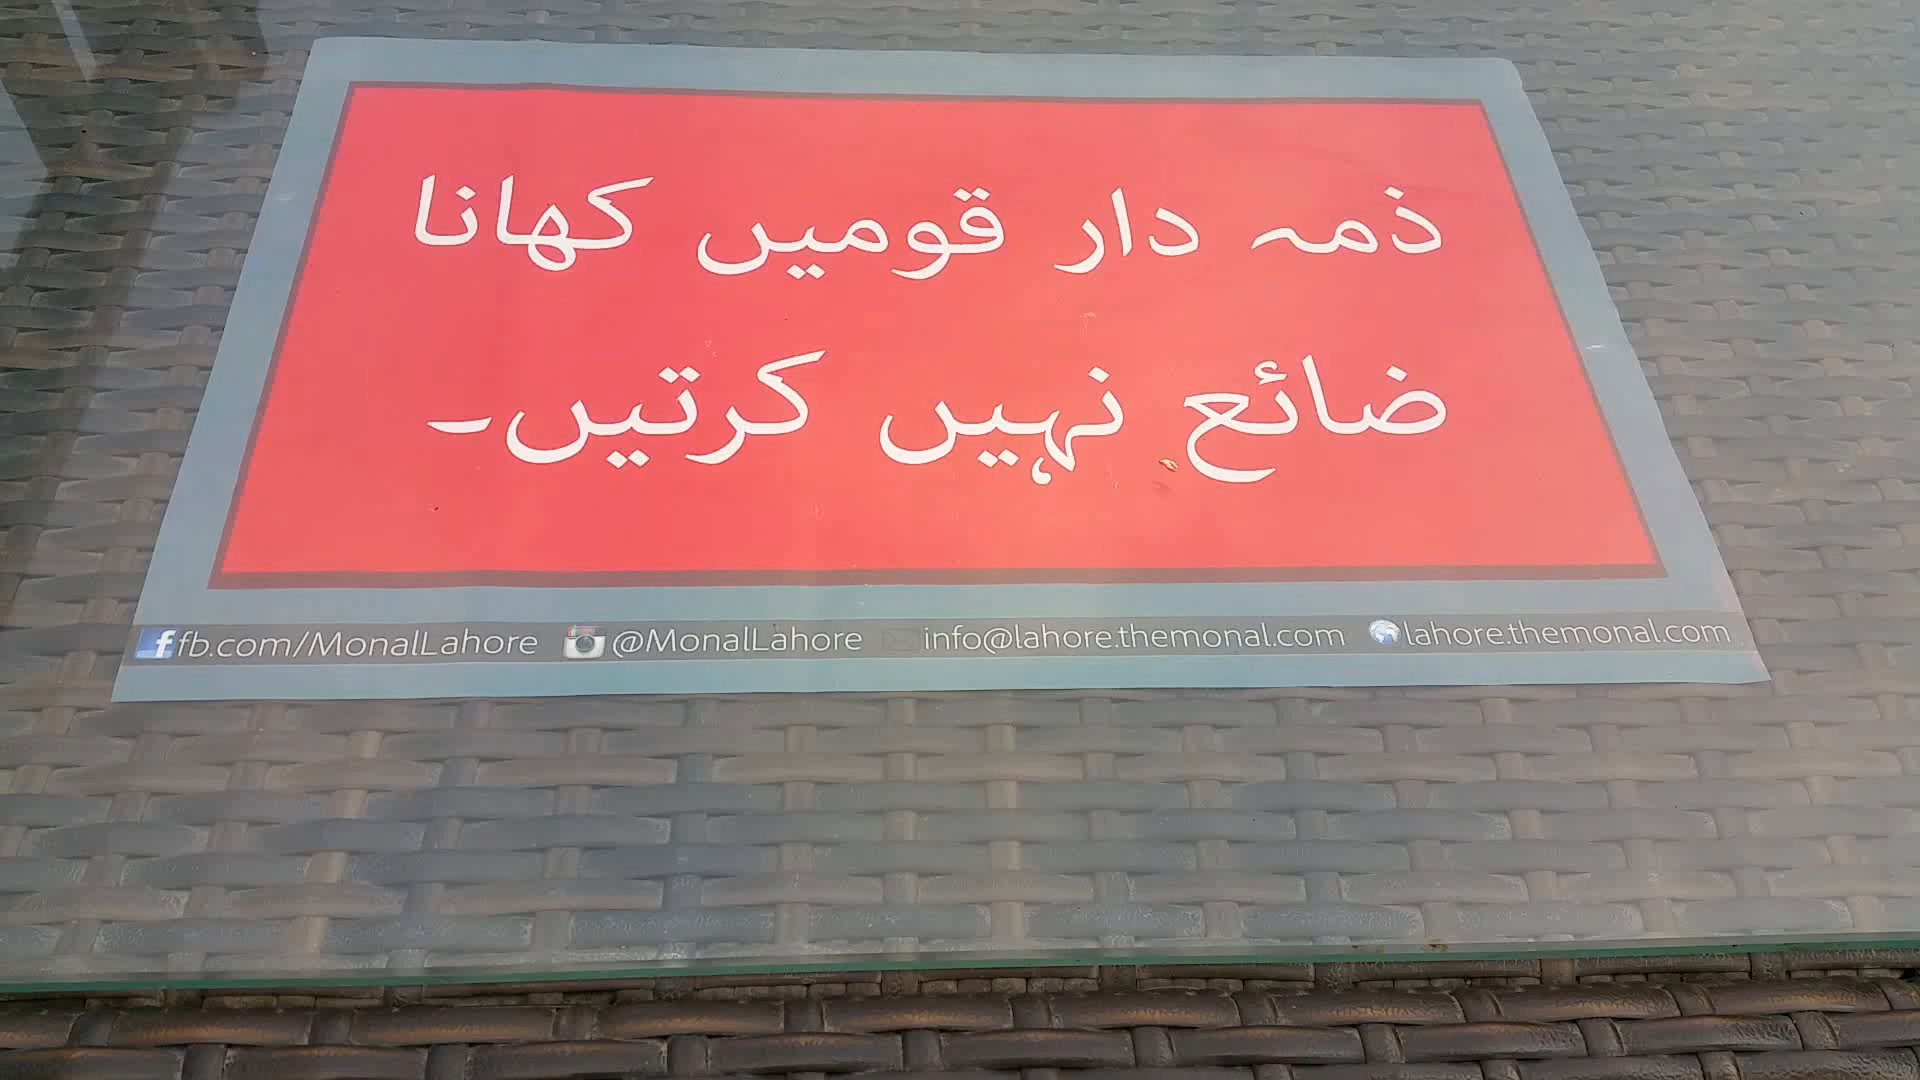 ذمہ دار قومیں کھانا
ضائع نہیں کرتیں۔
fb.com/MonalLahore @MonalLahore info@lahore.themonal.com lahore.themonal.com